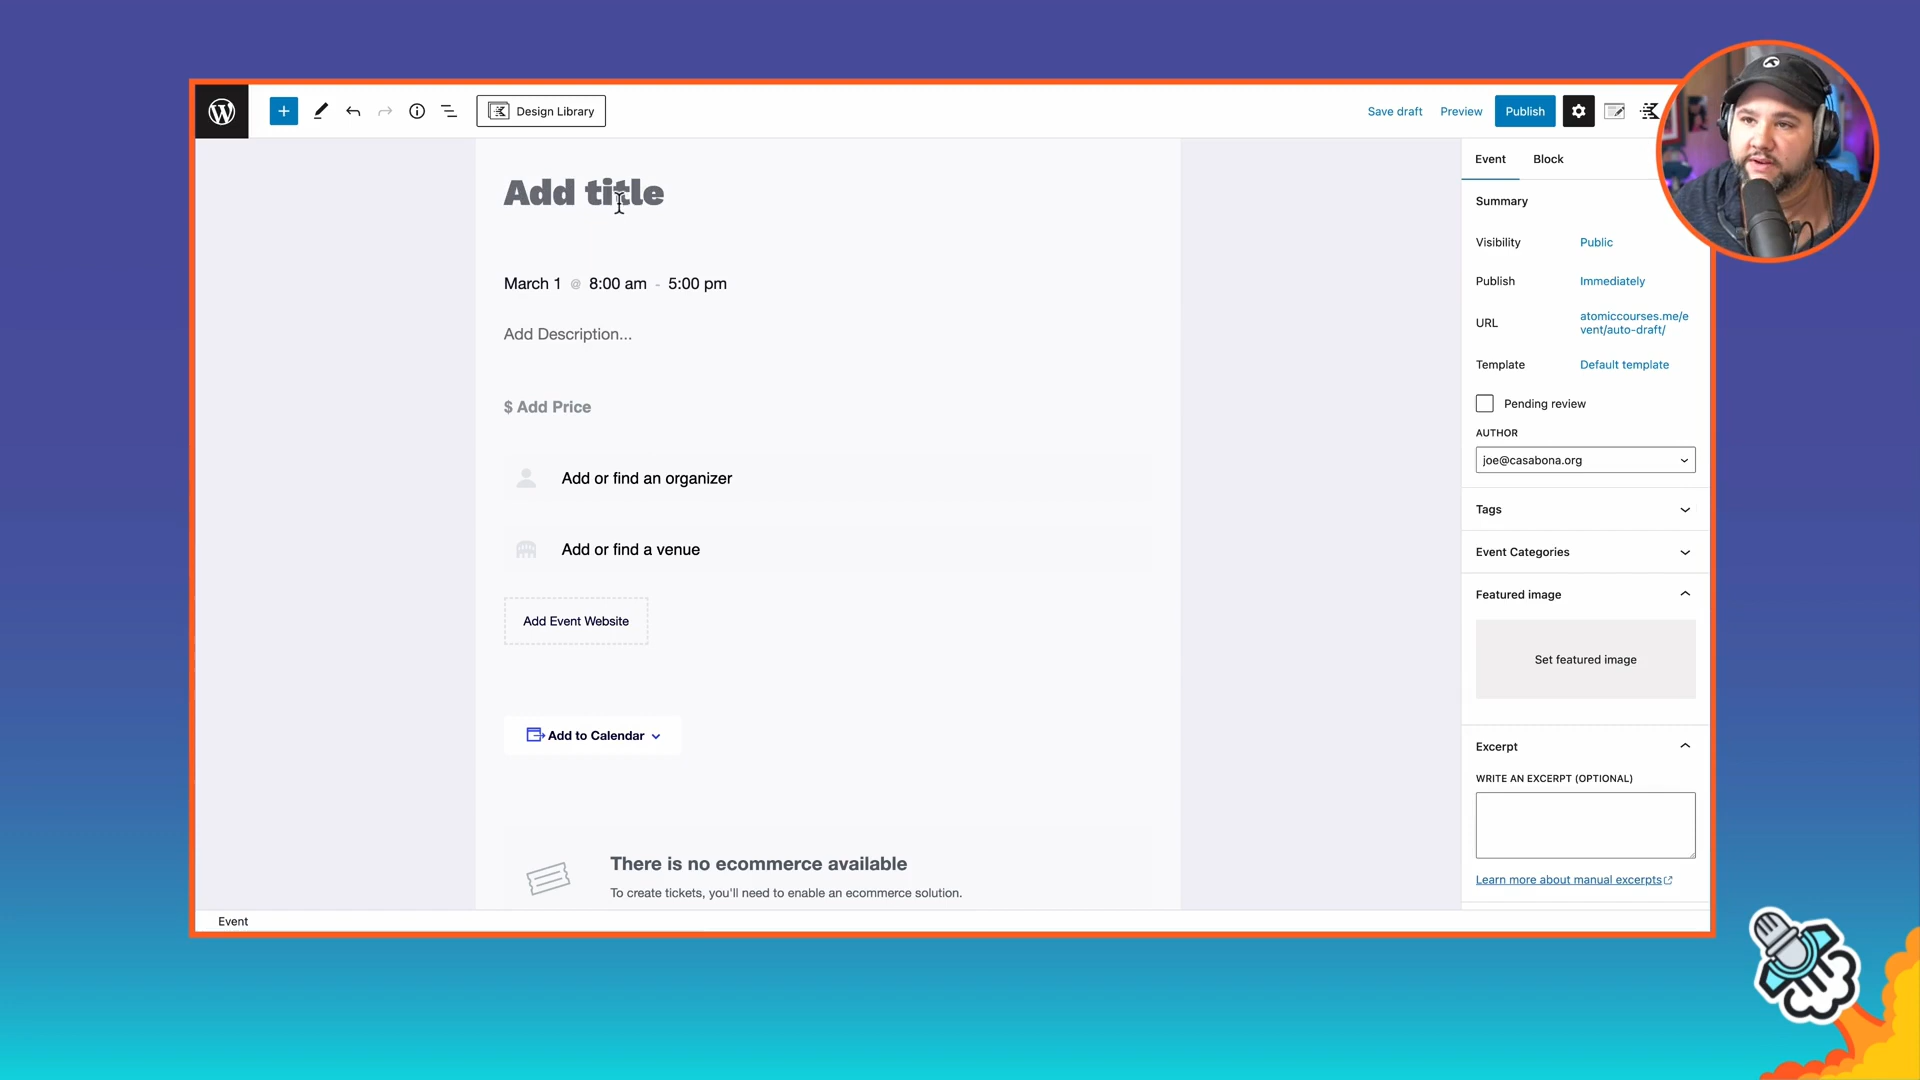 Design Library
Save draft
Preview
Publish
Add title
March 1 @ 8:00 am - 5:00 pm
Add Description...
$ Add Price
Add or find an organizer
Add or find a venue
Add Event Website
Add to Calendar
There is no ecommerce available
To create tickets, you'll need to enable an ecommerce solution.
Event
Block
Summary
Visibility
Public
Publish
Immediately
URL
atomiccourses.me/e
vent/auto-draft/
Template
Default template
Pending review
AUTHOR
joe@casabona.org
Tags
Event Categories
Featured image
Set featured image
Excerpt
WRITE AN EXCERPT (OPTIONAL)
Learn more about manual excerpts
Event